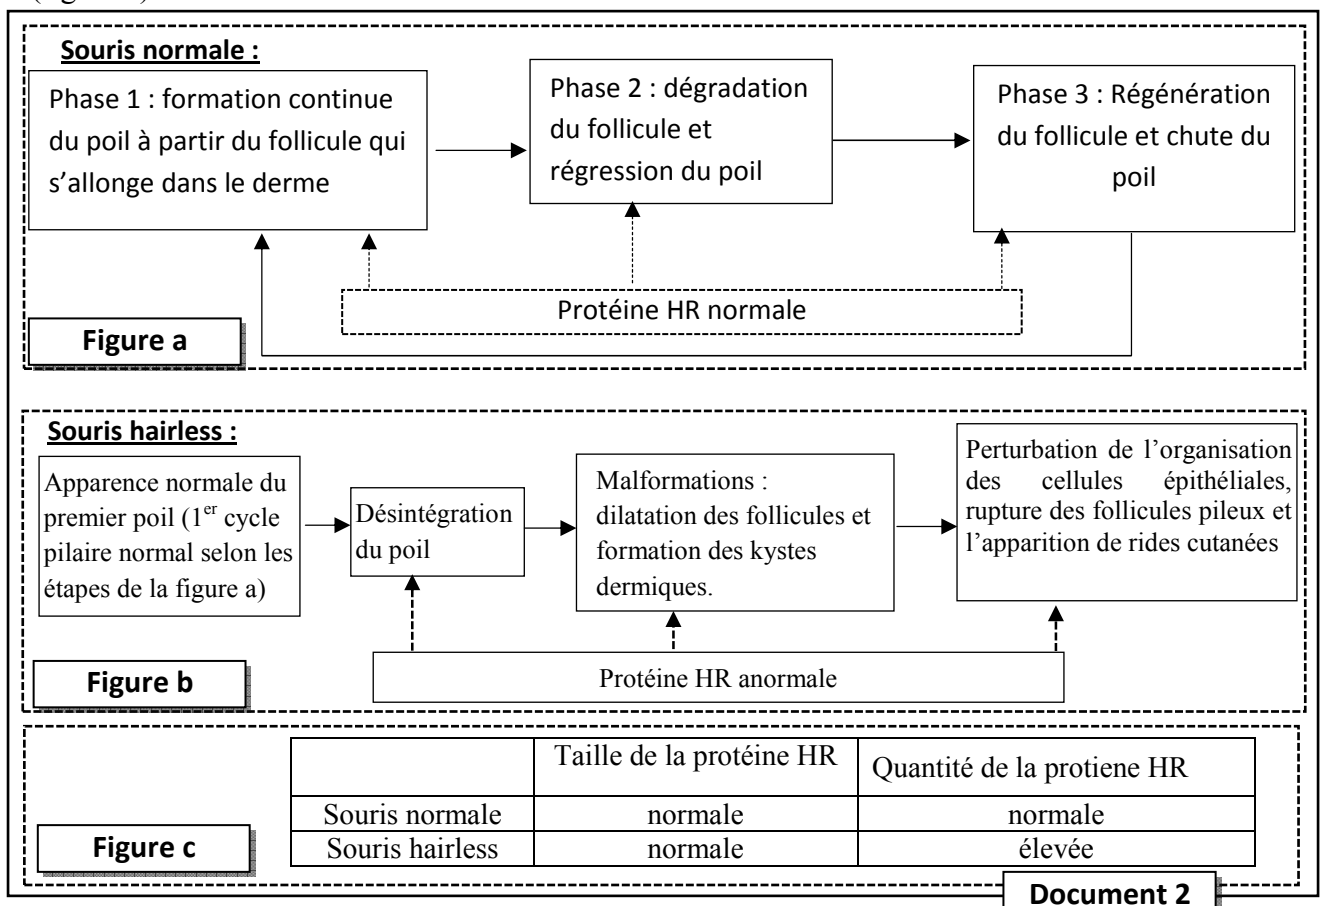 Souris normale :
Phase 1 : formation continue
du poil à partir du follicule qui
s’allonge dans le derme
Phase 2 : dégradation
du follicule et
régression du poil
Phase 3 : Régénération
du follicule et chute du
poil
Protéine HR normale
Figure a
Souris hairless :
Apparence normale du
premier poil (1er cycle
pilaire normal selon les
étapes de la figure a)
Désintégration
du poil
Malformations :
dilatation des follicules et
formation des kystes
dermiques.
Perturbation de l’organisation
des cellules épithéliales,
rupture des follicules pileux et
l’apparition de rides cutanées
Protéine HR anormale
Figure b
Taille de la protéine HR Quantité de la protiene HR
Souris normale normale normale
Souris hairless normale élevée
Figure c
Document 2